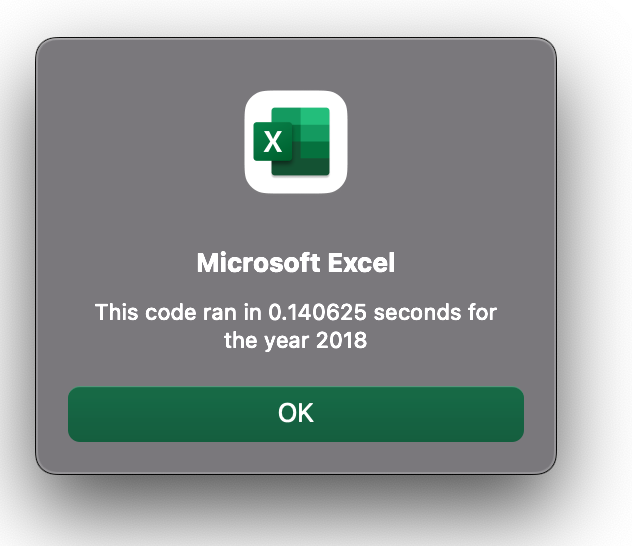 X
Microsoft Excel
This code ran in 0.140625 seconds for
the year 2018
OK